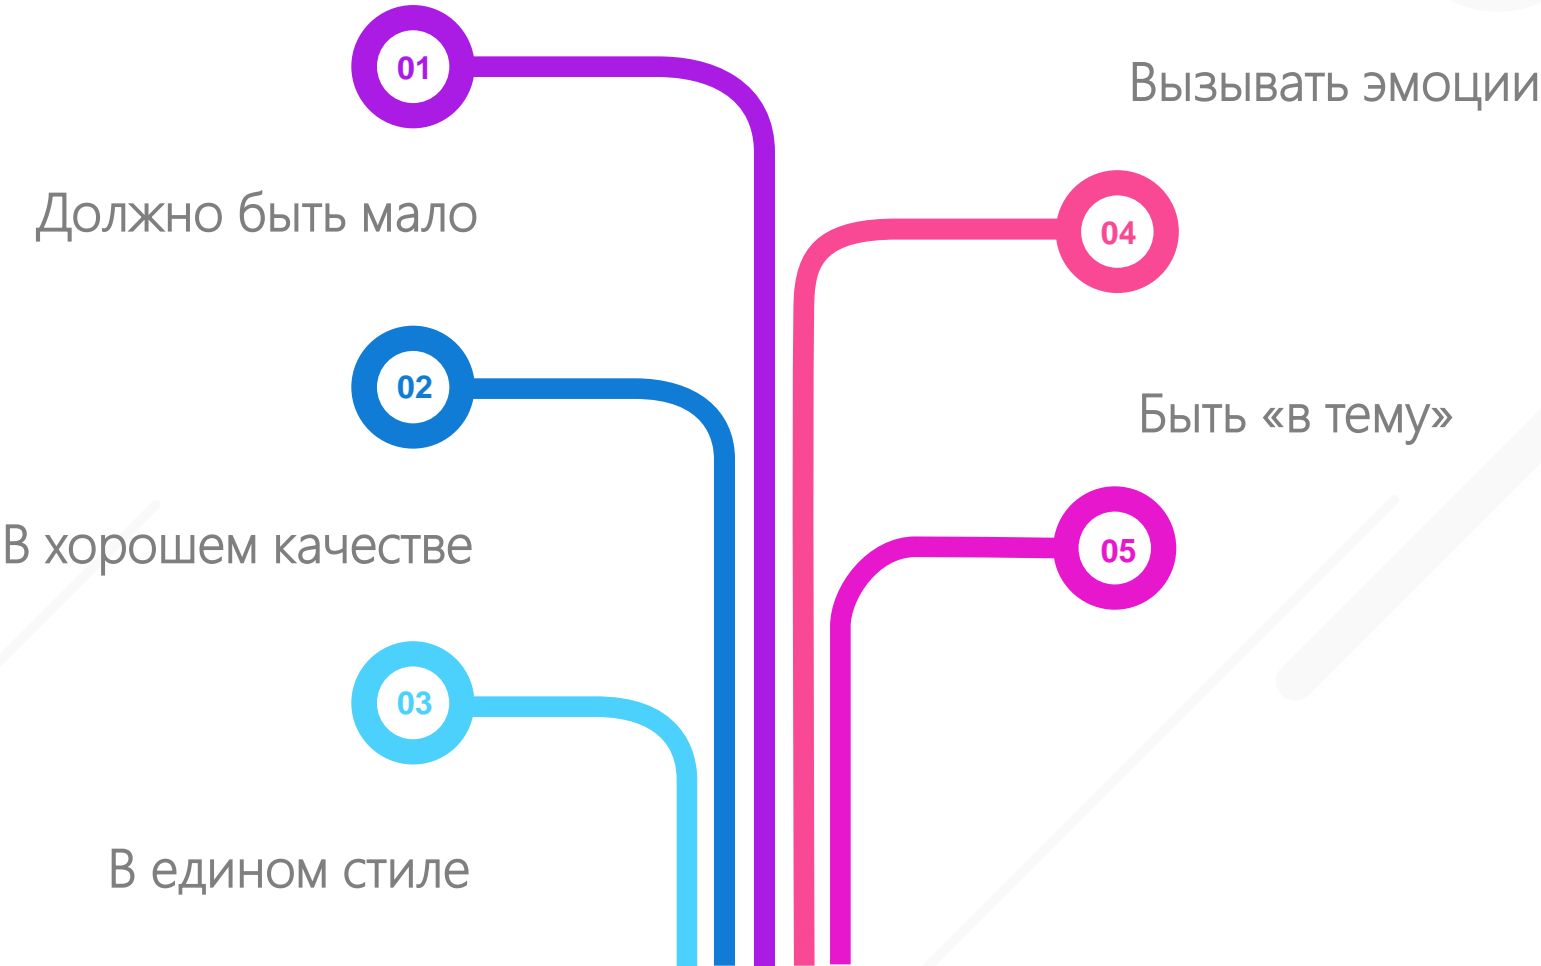 01
Должно быть мало
02
В хорошем качестве
03
В едином стиле
Вызывать эмоции
04
Быть «в тему»
05